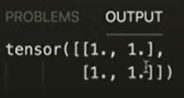 PROBLEMS OUTPUT
tensor([[1., 1.],
[1., 1.]])